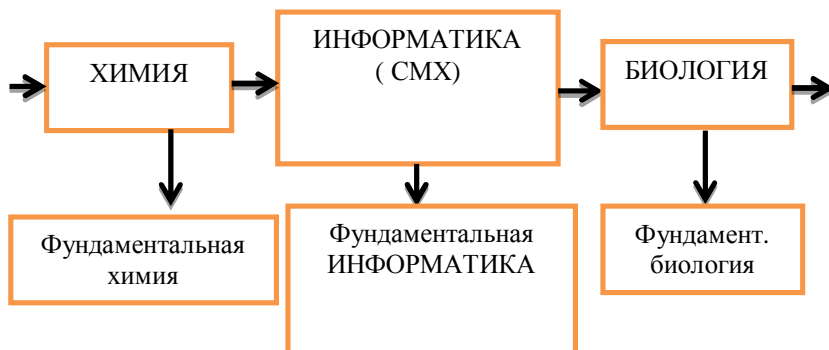 ХИМИЯ
ИНФОРМАТИКА
( СМХ)
БИОЛОГИЯ
Фундаментальная
химия
Фундаментальная
ИНФОРМАТИКА
Фундамент.
биология